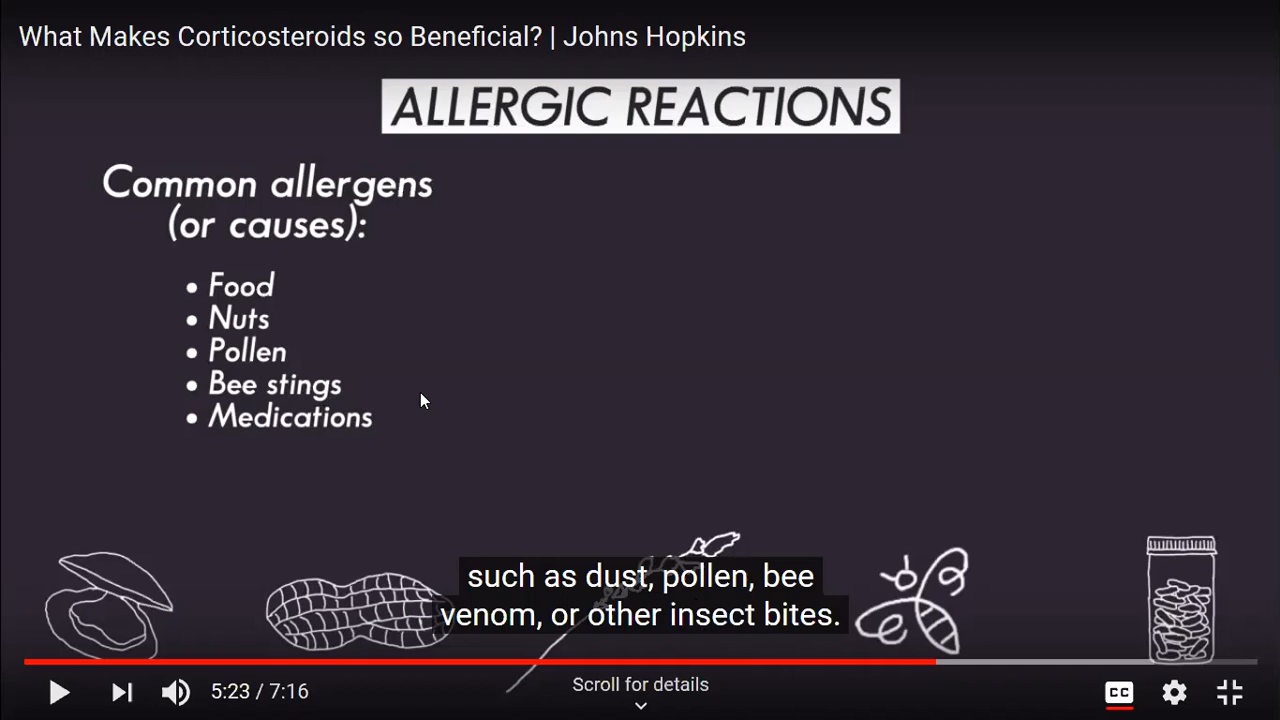 What Makes Corticosteroids so Beneficial? | Johns Hopkins
ALLERGIC REACTIONS
Common allergens
(or causes):
• Food
• Nuts
• Pollen
• Bee stings
• Medications
such as dust, pollen, bee
venom, or other insect bites.
5:23 / 7:16
Scroll for details
CC